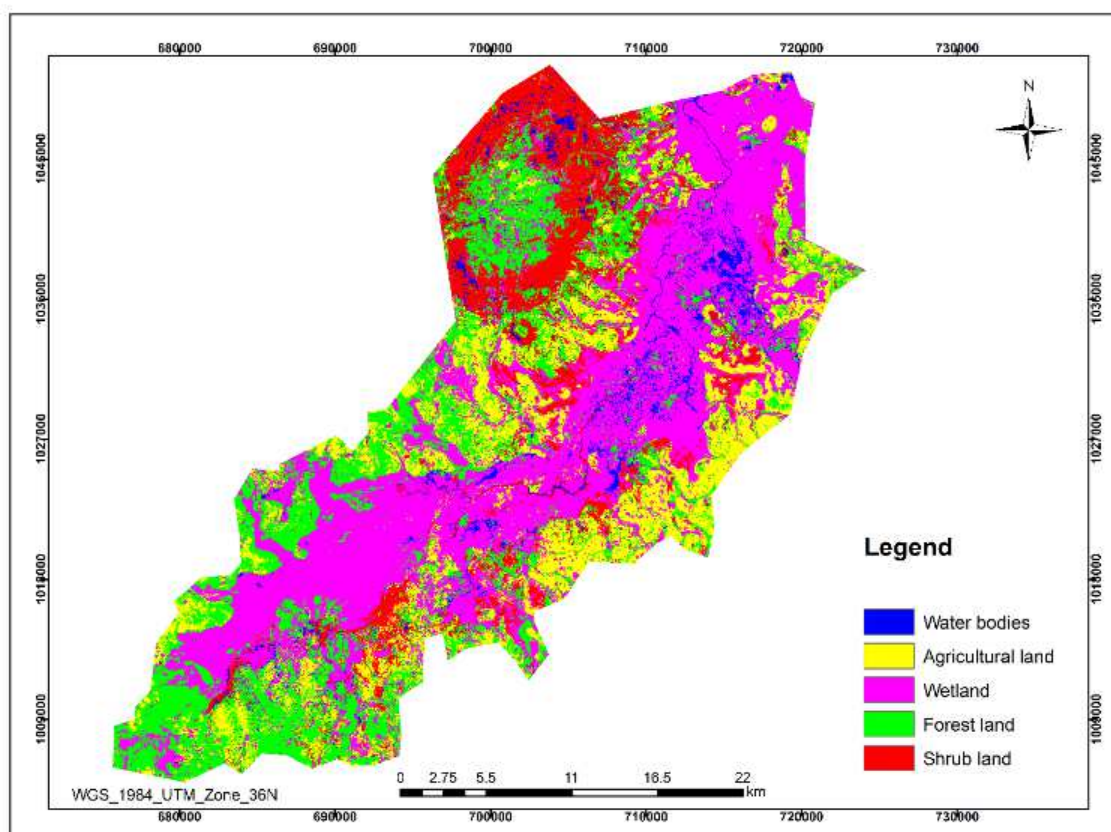 680000 690000 700000 710000 720000 730000
N
1045000 1045000
1036000 1036000
1027000 1027000
Legend
1018000 1018000
Water bodies
Agricultural land
Wetland
Forest land
1009000 1009000
Shrub land
0 2.75 5.5 11 16.5 22
km
WGS_1984_UTM_Zone_36N
680000 690000 700000 710000 720000 730000